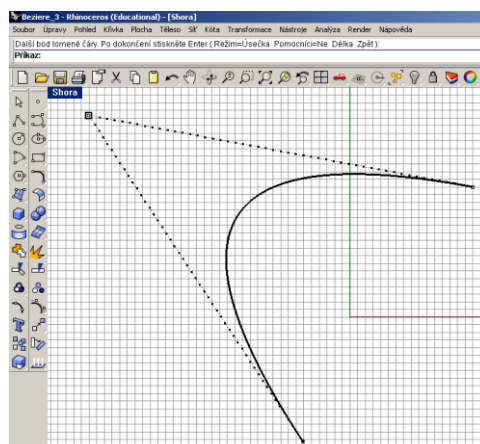 Beziere_3 - Rhinoceros (Educational) - [Shora]
Soubor Úpravy Pohled Křivka Plocha Těleso Síť Kóta Transformace Nástroje Analýza Render Nápověda
Další bod lomené čáry. Po dokončení stiskněte Enter ( Režim=Úsečka Pomocníci=Ne Délka Zpět ):
Příkaz:
Shora